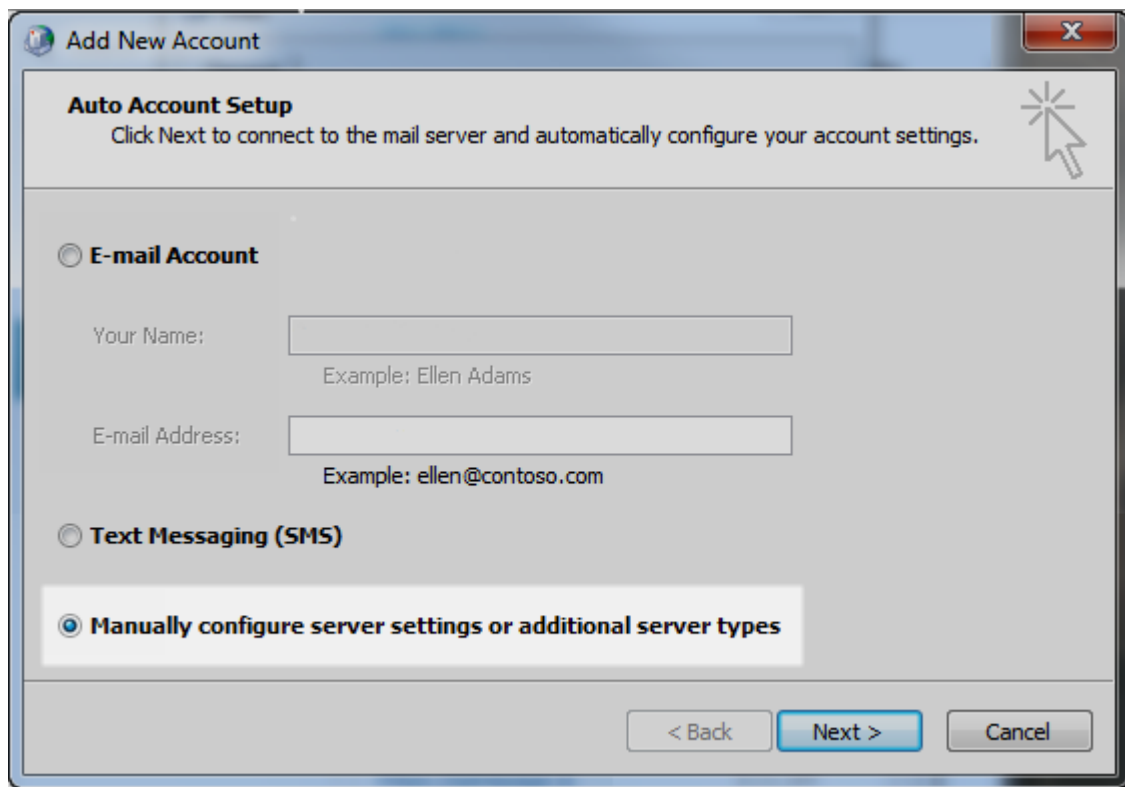 Add New Account
Auto Account Setup
Click Next to connect to the mail server and automatically configure your account settings.
E-mail Account
Your Name:
Example: Ellen Adams
E-mail Address:
Example: ellen@contoso.com
Text Messaging (SMS)
Manually configure server settings or additional server types
< Back Next > Cancel